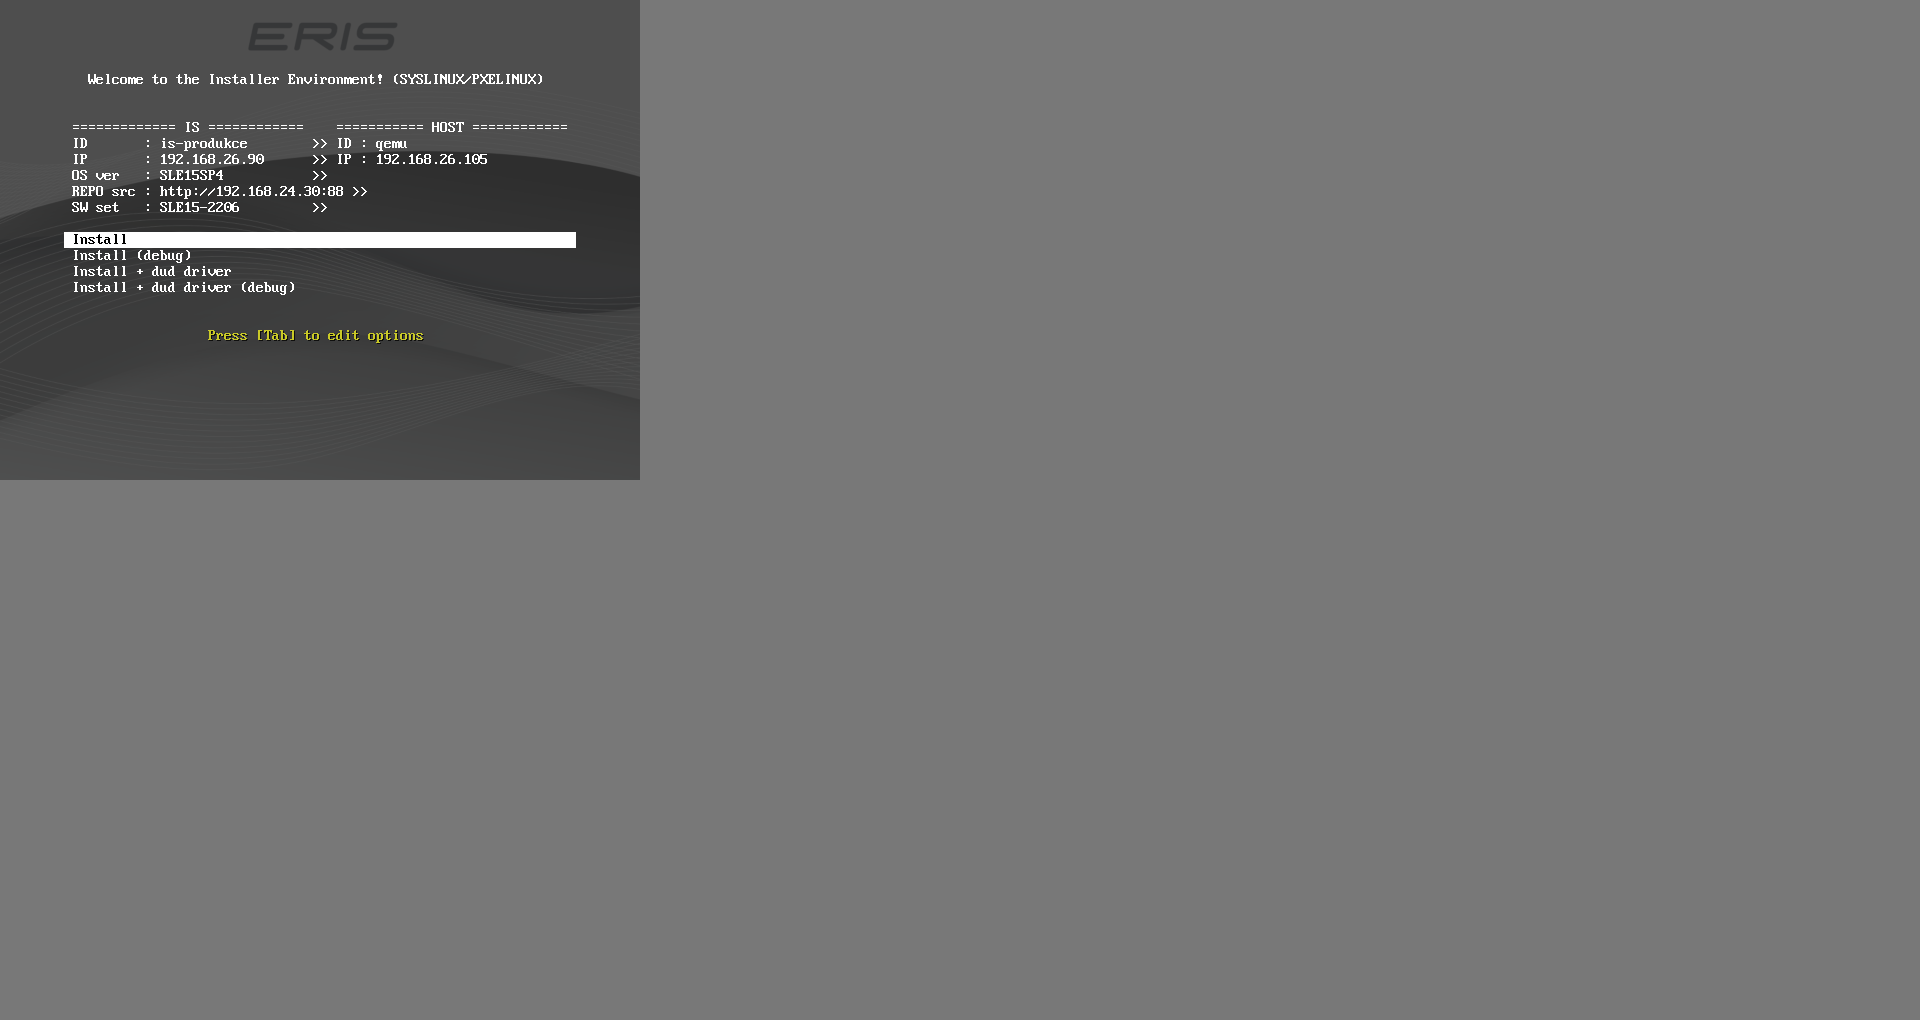 ERIS
Welcome to the Installer Environment! (SYSLINUX/PXELINUX)
============= IS ============    =========== HOST ============
ID       : is-produkce        >> ID : qemu
IP       : 192.168.26.90      >> IP : 192.168.26.105
OS ver   : SLE15SP4           >>
REPO src : http://192.168.24.30:88 >>
SW set   : SLE15-2206         >>
Install
Install (debug)
Install + dud driver
Install + dud driver (debug)
Press [Tab] to edit options